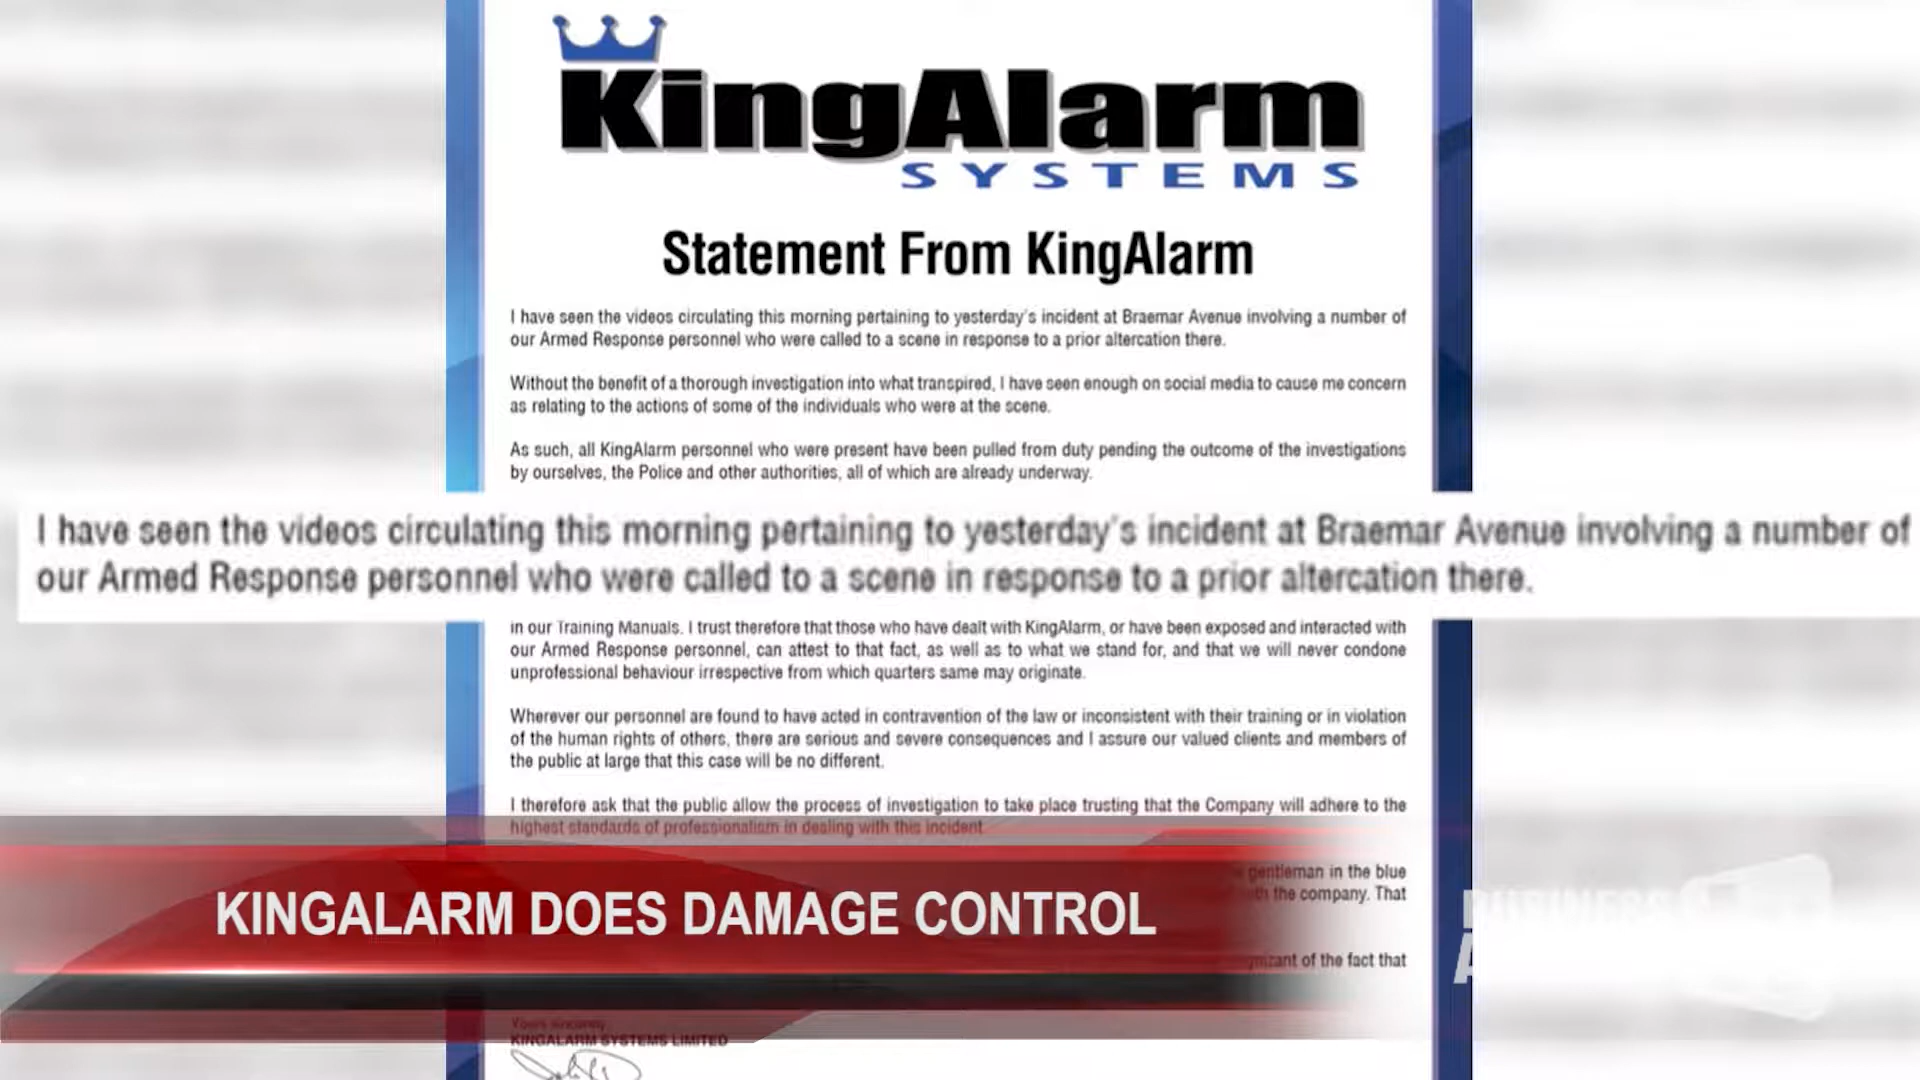 KingAlarm
SYSTEMS
Statement From KingAlarm
I have seen the videos circulating this morning pertaining to yesterday's incident at Braemar Avenue involving a number of
our Armed Response personnel who were called to a scene in response to a prior altercation there.
Without the benefit of a thorough investigation into what transpired, I have seen enough on social media to cause me concern
as relating to the actions of some of the individuals who were at the scene.
As such, all KingAlarm personnel who were present have been pulled from duty pending the outcome of the investigations
by ourselves, the Police and other authorities, all of which are already underway.
I have seen the videos circulating this morning pertaining to yesterday's incident at Braemar Avenue involving a number of
our Armed Response personnel who were called to a scene in response to a prior altercation there.
in our Training Manuals. I trust therefore that those who have dealt with KingAlarm, or have been exposed and interacted with
our Armed Response personnel, can attest to that fact, as well as to what we stand for, and that we will never condone
unprofessional behaviour irrespective from which quarters same may originate.
Wherever our personnel are found to have acted in contravention of the law or inconsistent with their training or in violation
of the human rights of others, there are serious and severe consequences and I assure our valued clients and members of
the public at large that this case will be no different.
I therefore ask that the public allow the process of investigation to take place trusting that the Company will adhere to the
highest standards of professionalism in dealing with this incident
gentleman in the blue
the company. That
of the fact that
KINGALARM DOES DAMAGE CONTROL
BUSINESS
A
Yours sincerely
KINGALARM SYSTEMS LIMITED